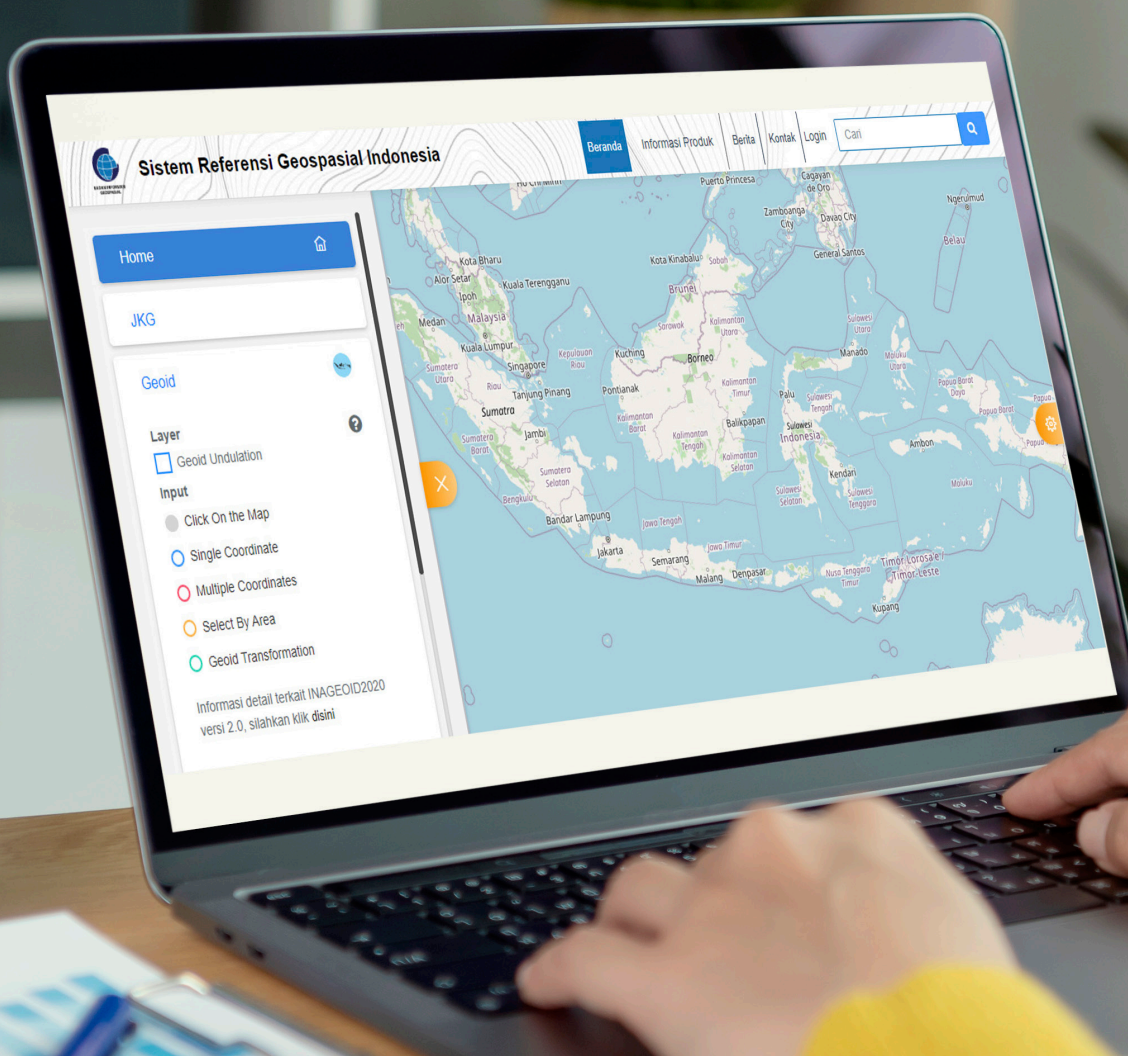 Sistem Referensi Geospasial Indonesia
Beranda
Informasi Produk
Berita
Kontak
Login
Cari
Home
JKG
Geoid
Layer
Geoid Undulation
Input
Click On the Map
Single Coordinate
Multiple Coordinates
Select By Area
Geoid Transformation
Informasi detail terkait INAGEOID2020
versi 2.0, silahkan klik disini
Puerto Princesa
Cagayan
de Oro
Zamboanga
City
Davao City
General Santos
Ngerulmud
Belau
Kota Bharu
Alor Setar
Kuala Terengganu
Ipoh
Malaysia
Medan
Kuala Lumpur
Singapore
Sumatera
Utara
Riau
Tanjung Pinang
Kepulauan
Riau
Sumatra
Sumatera
Barat
Jambi
Sumatera
Selatan
Bengkulu
Bandar Lampung
Kota Kinabalu
Sabah
Brunei
Sarawak
Kalimantan
Utara
Kuching
Borneo
Pontianak
Kalimantan
Timur
Kalimantan
Barat
Balikpapan
Kalimantan
Tengah
Kalimantan
Selatan
Sulawesi
Utara
Manado
Maluku
Utara
Palu
Sulawesi
Tengah
Sulawesi
Indonesia
Kendari
Sulawesi
Selatan
Sulawesi
Tenggara
Ambon
Maluku
Papua Barat
Daya
Papua Barat
Papua
Papua
Jakarta
Jawa Tengah
Semarang
Jawa Timur
Malang
Denpasar
Nusa Tenggara
Timur
Timór Lorosa'e /
Timor-Leste
Kupang